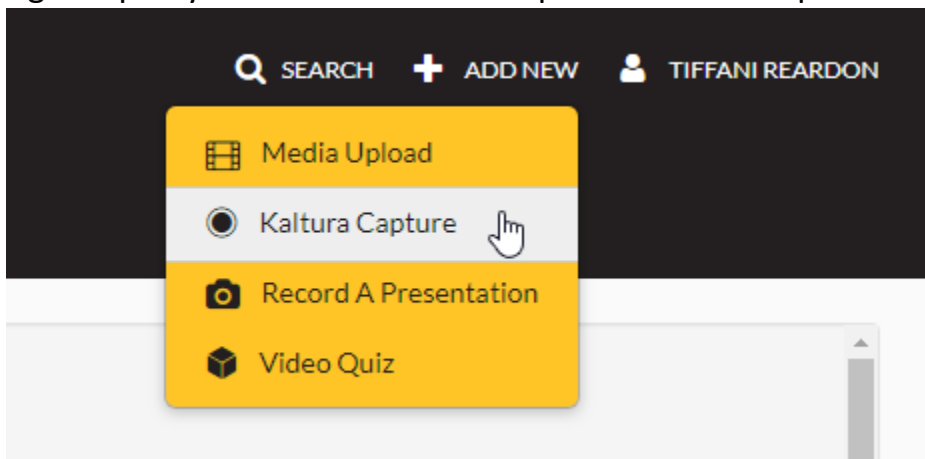 SEARCH ADD NEW TIFFANI REARDON
Media Upload
Kaltura Capture
Record A Presentation
Video Quiz